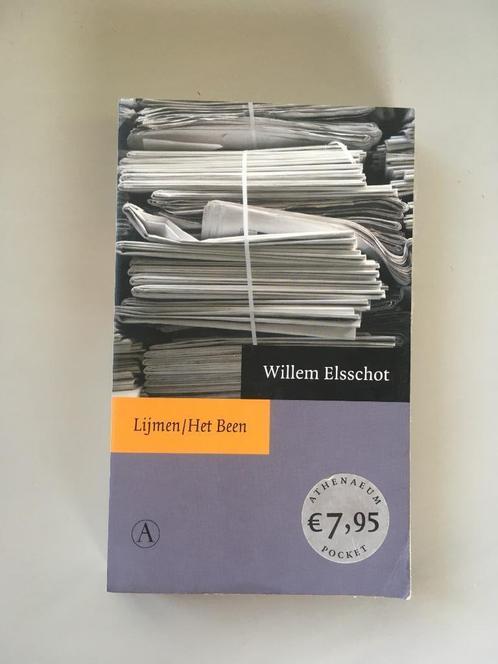 Willem Elsschot
Lijmen/Het Been
A
ATHENAEUM
€7,95
POCKET